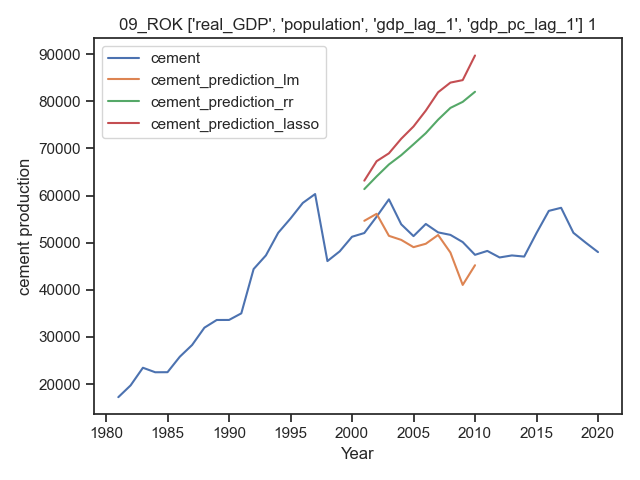 09_ROK ['real_GDP', 'population', 'gdp_lag_1', 'gdp_pc_lag_1'] 1
cement
cement_prediction_lm
cement_prediction_rr
cement_prediction_lasso
cement production
90000
80000
70000
60000
50000
40000
30000
20000
1980 1985 1990 1995 2000 2005 2010 2015 2020
Year